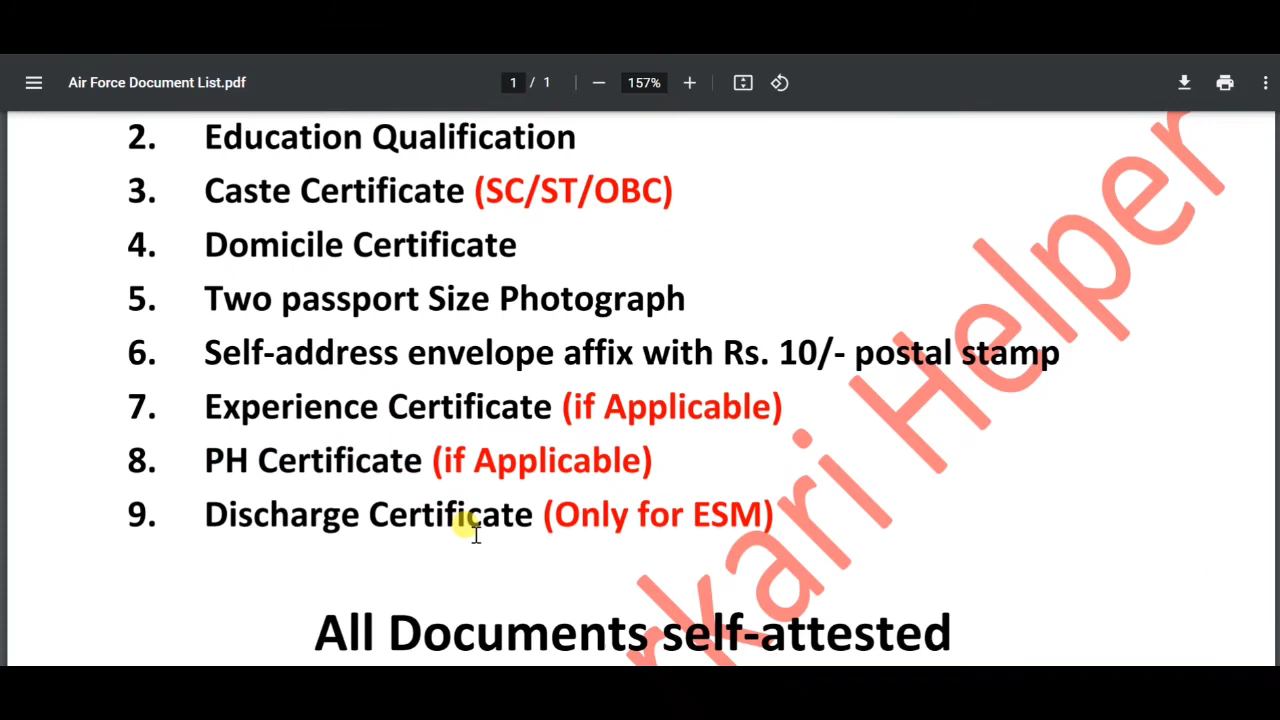 Air Force Document List.pdf
1 / 1
157%
2. Education Qualification
3. Caste Certificate (SC/ST/OBC)
4. Domicile Certificate
5. Two passport Size Photograph
6. Self-address envelope affix with Rs. 10/- postal stamp
7. Experience Certificate (if Applicable)
8. PH Certificate (if Applicable)
9. Discharge Certificate (Only for ESM)
All Documents self-attested
rkari Helper